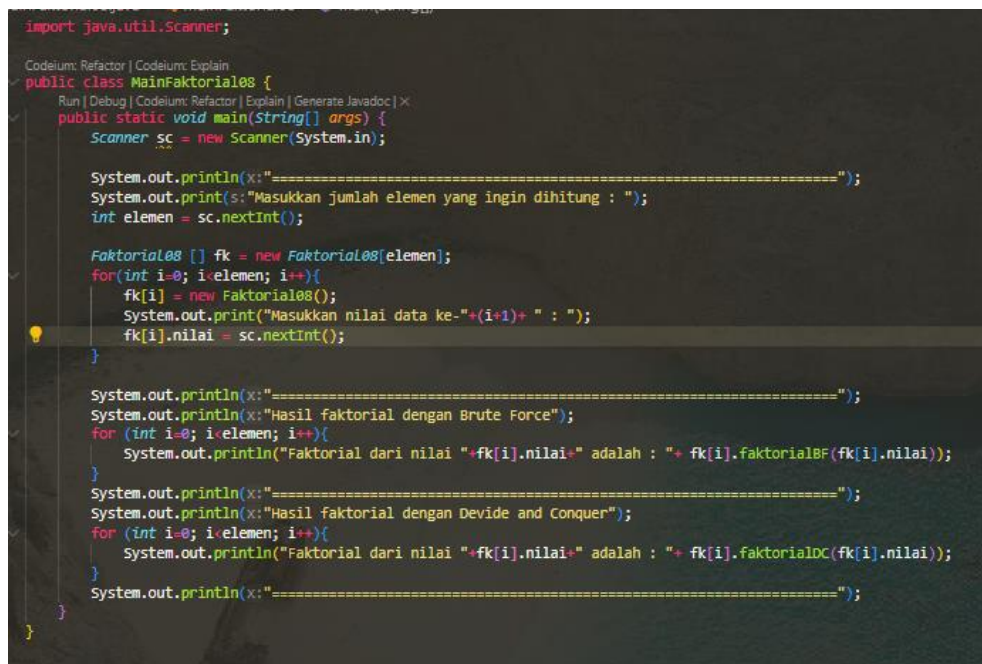 import java.util.Scanner;
Codeium: Refactor | Codeium: Explain
public class MainFaktorial08 {
Run | Debug | Codeium: Refactor | Explain | Generate Javadoc | ×
public static void main(String[] args) {
Scanner sc = new Scanner(System.in);
System.out.println(x:"======================================================================");
System.out.print(s:"Masukkan jumlah elemen yang ingin dihitung : ");
int elemen = sc.nextInt();
Faktorial08 [] fk = new Faktorial08[elemen];
for(int i=0; i<elemen; i++){
fk[i] = new Faktorial08();
System.out.print("Masukkan nilai data ke-"+(i+1)+ " : ");
fk[i].nilai = sc.nextInt();
}
System.out.println(x:"======================================================================");
System.out.println(x:"Hasil faktorial dengan Brute Force");
for (int i=0; i<elemen; i++){
System.out.println("Faktorial dari nilai "+fk[i].nilai+" adalah : "+ fk[i].faktorialBF(fk[i].nilai));
}
System.out.println(x:"======================================================================");
System.out.println(x:"Hasil faktorial dengan Devide and Conquer");
for (int i=0; i<elemen; i++){
System.out.println("Faktorial dari nilai "+fk[i].nilai+" adalah : "+ fk[i].faktorialDC(fk[i].nilai));
}
System.out.println(x:"======================================================================");
}
}